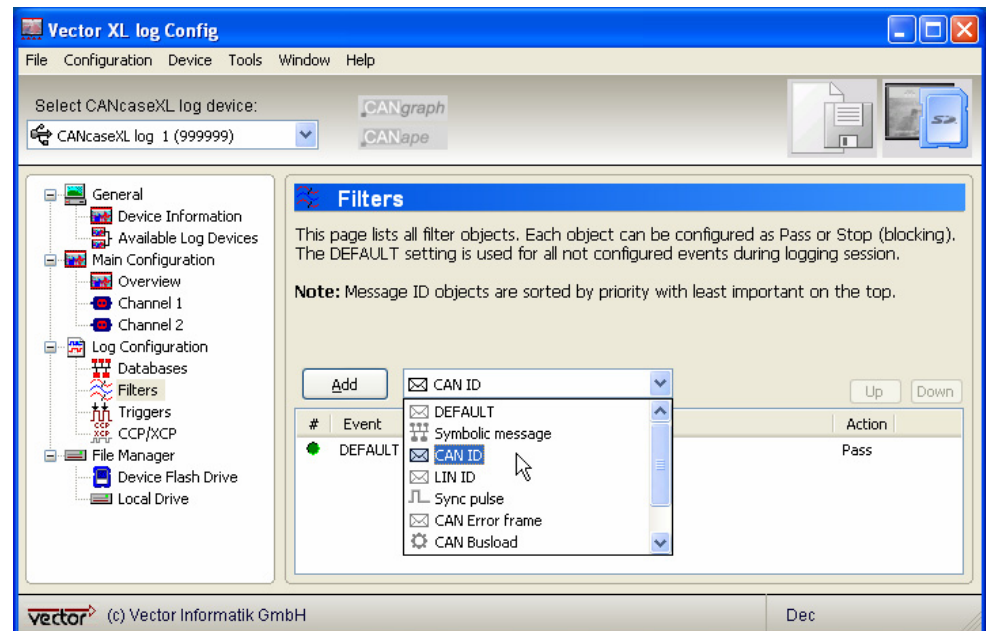 Vector XL log Config
File Configuration Device Tools Window Help
Select CANcaseXL log device:
CANcaseXL log 1 (999999)
CANgraph
CANape
General
Device Information
Available Log Devices
Main Configuration
Overview
Channel 1
Channel 2
Log Configuration
Databases
Filters
Triggers
CCP/XCP
File Manager
Device Flash Drive
Local Drive
Filters
This page lists all filter objects. Each object can be configured as Pass or Stop (blocking).
The DEFAULT setting is used for all not configured events during logging session.
Note: Message ID objects are sorted by priority with least important on the top.
Add
CAN ID
Up Down
# Event Action
DEFAULT Pass
DEFAULT
Symbolic message
CAN ID
LIN ID
Sync pulse
CAN Error frame
CAN Busload
vector (c) Vector Informatik GmbH Dec